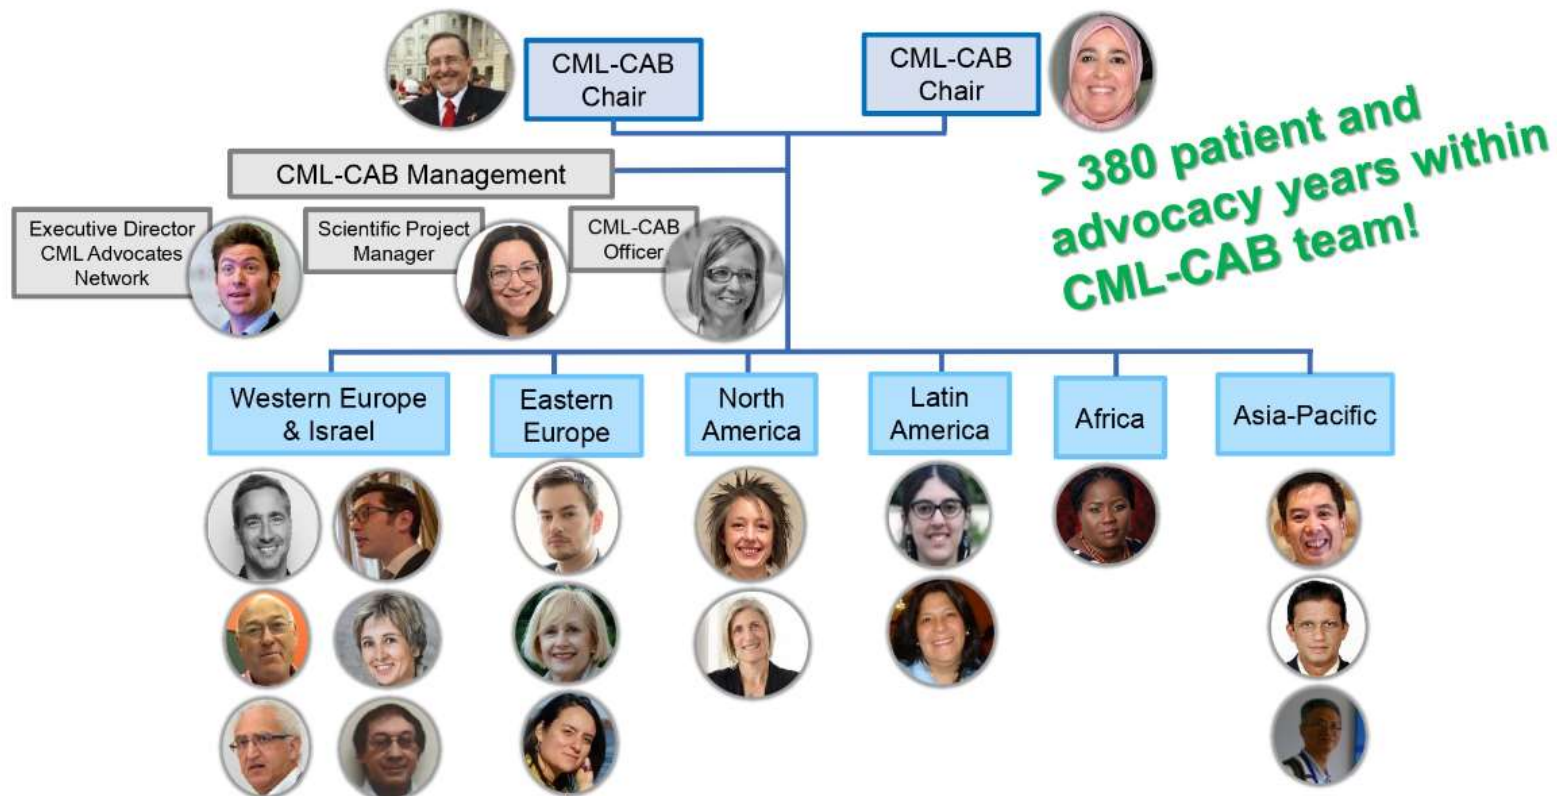 CML-CAB
Chair
CML-CAB
Chair
> 380 patient and
advocacy years within
CML-CAB team!
CML-CAB Management
Executive Director
CML Advocates
Network
Scientific Project
Manager
CML-CAB
Officer
Western Europe
& Israel
Eastern
Europe
North
America
Latin
America
Africa
Asia-Pacific